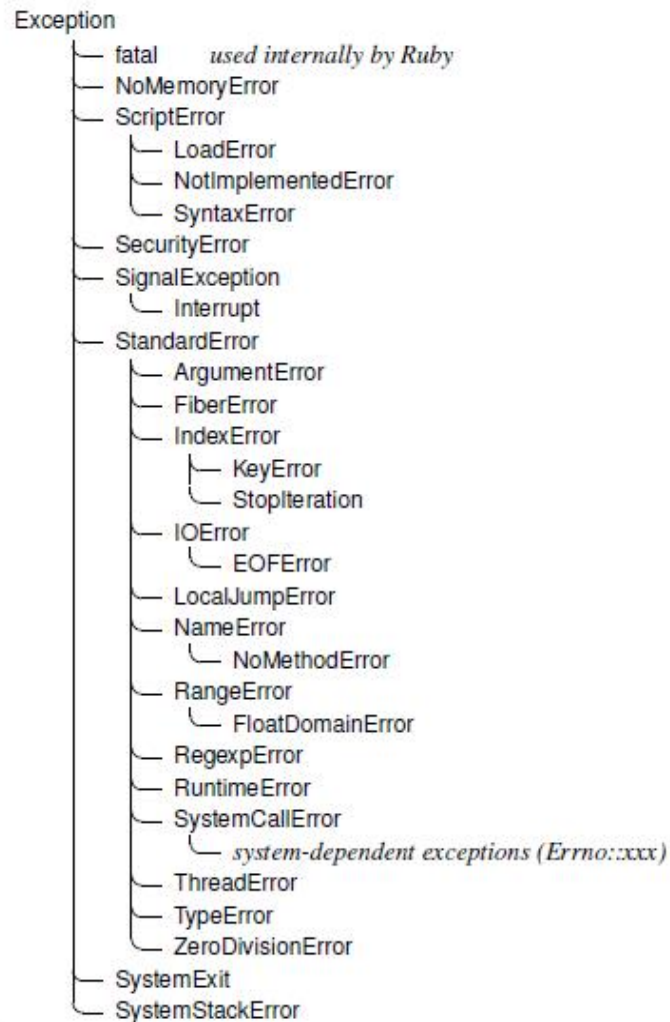 Exception
fatal used internally by Ruby
NoMemoryError
ScriptError
LoadError
NotImplementedError
SyntaxError
SecurityError
SignalException
Interrupt
StandardError
ArgumentError
FiberError
IndexError
KeyError
StopIteration
IOError
EOFError
LocalJumpError
NameError
NoMethodError
RangeError
FloatDomainError
RegexpError
RuntimeError
SystemCallError
system-dependent exceptions (Errno::xxx)
ThreadError
TypeError
ZeroDivisionError
SystemExit
SystemStackError